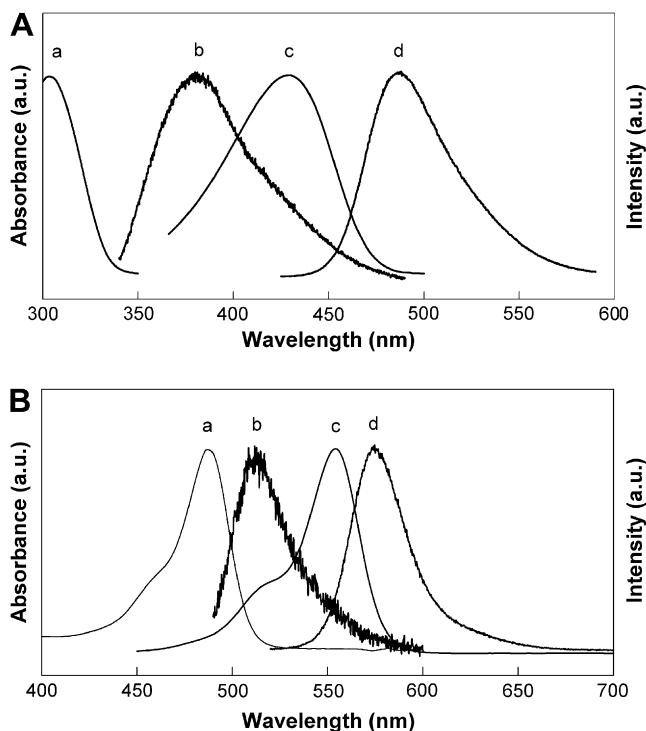 A
a b c d
Absorbance (a.u.)
Intensity (a.u.)
300 350 400 450 500 550 600
Wavelength (nm)
B
a b c d
Absorbance (a.u.)
Intensity (a.u.)
400 450 500 550 600 650 700
Wavelength (nm)